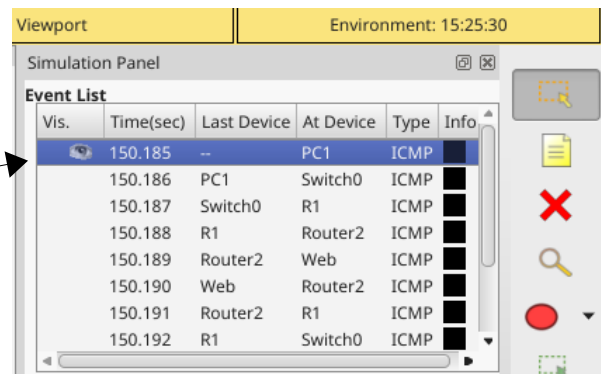 Viewport Environment: 15:25:30
Simulation Panel
Event List
Vis. Time(sec) Last Device At Device Type Info
150.185 -- PC1 ICMP
150.186 PC1 Switch0 ICMP
150.187 Switch0 R1 ICMP
150.188 R1 Router2 ICMP
150.189 Router2 Web ICMP
150.190 Web Router2 ICMP
150.191 Router2 R1 ICMP
150.192 R1 Switch0 ICMP